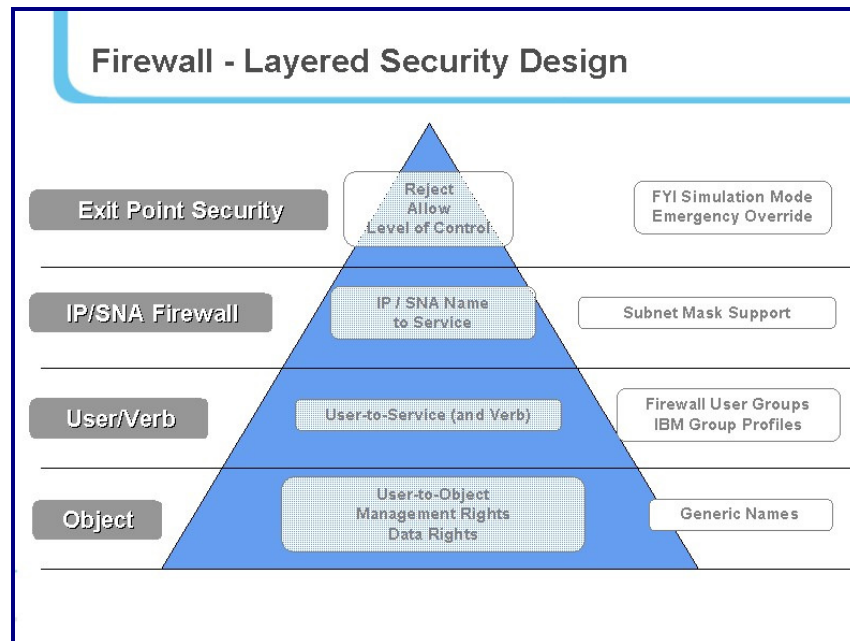 Firewall - Layered Security Design
Exit Point Security
Reject
Allow
Level of Control
FYI Simulation Mode
Emergency Override
IP/SNA Firewall
IP / SNA Name
to Service
Subnet Mask Support
User/Verb
User-to-Service (and Verb)
Firewall User Groups
IBM Group Profiles
Object
User-to-Object
Management Rights
Data Rights
Generic Names